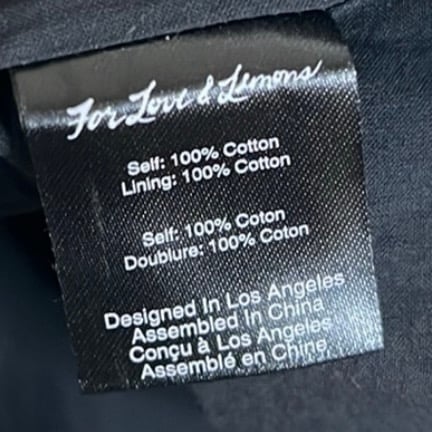 For Love & Lemons
Self: 100% Cotton
Lining: 100% Cotton
Self: 100% Coton
Doublure: 100% Coton
Designed In Los Angeles
Assembled In China
Conçu à Los Angeles
Assemblé en Chine